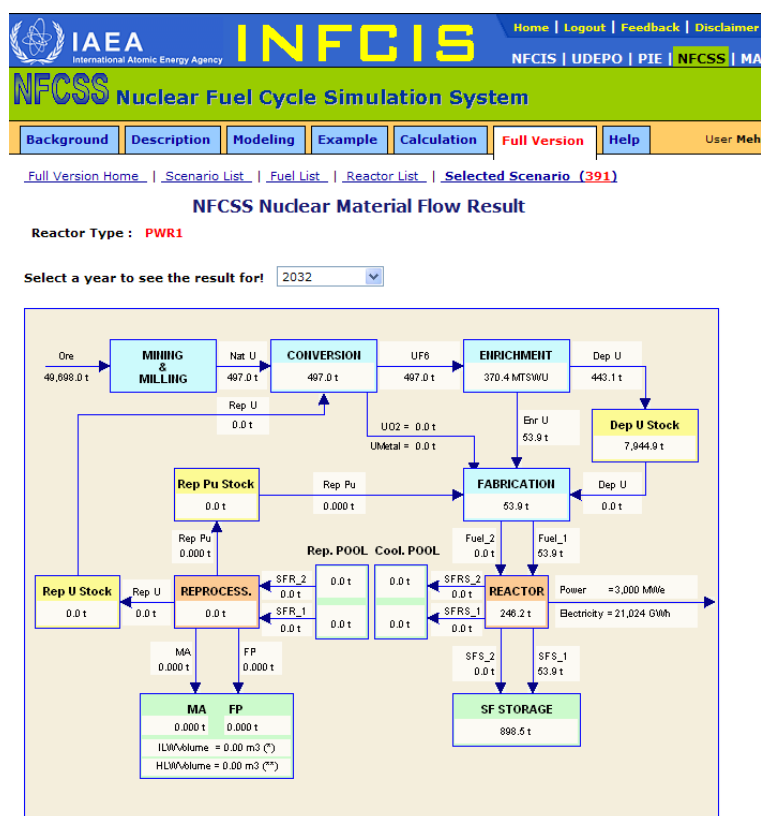 Home | Logout | Feedback | Disclaimer
IAEA
International Atomic Energy Agency
INFCIS
NFCIS | UDEPO | PIE | NFCSS | MA
NFCSS Nuclear Fuel Cycle Simulation System
Background Description Modeling Example Calculation Full Version Help User Meh
Full Version Home | Scenario List | Fuel List | Reactor List | Selected Scenario (391)
NFCSS Nuclear Material Flow Result
Reactor Type : PWR1
Select a year to see the result for! 2032
Ore
49,698.0 t
MINING
&
MILLING
Nat U
497.0 t
CONVERSION
497.0 t
UF6
497.0 t
ENRICHMENT
370.4 MTSWU
Dep U
443.1 t
Rep U
0.0 t
UO2 = 0.0 t
UMetal = 0.0 t
Enr U
53.9 t
Dep U Stock
7,944.9 t
Rep Pu Stock
0.0 t
Rep Pu
0.000 t
FABRICATION
53.9 t
Dep U
0.0 t
Rep Pu
0.000 t
Rep. POOL Cool. POOL
Fuel_2
0.0 t
Fuel_1
53.9 t
Rep U Stock
0.0 t
Rep U
0.0 t
REPROCESS.
0.0 t
SFR_2
0.0 t
SFR_1
0.0 t
0.0 t
0.0 t
0.0 t
0.0 t
SFRS_2
0.0 t
SFRS_1
0.0 t
REACTOR
246.2 t
Power =3,000 MWe
Electricity = 21,024 GWh
MA
0.000 t
FP
0.000 t
SFS_2
0.0 t
SFS_1
53.9 t
MA FP
0.000 t 0.000 t
ILWVolume = 0.00 m3 (*)
HLWVolume = 0.00 m3 (**)
SF STORAGE
898.5 t